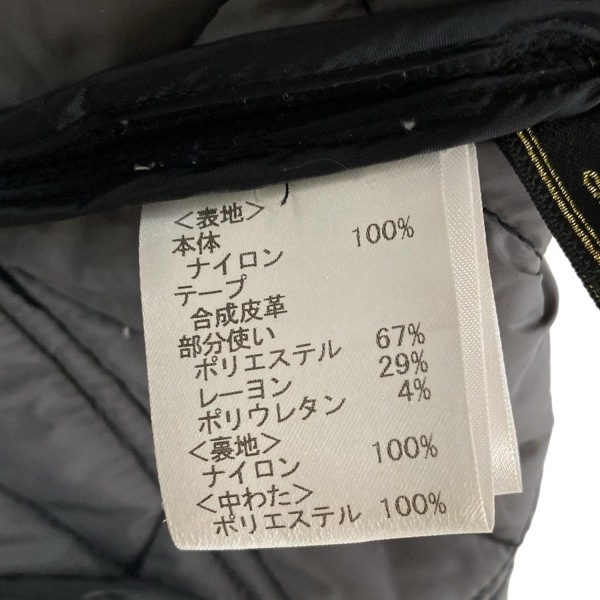 <表地>
本体
ナイロン 100%
テープ
合成皮革
部分使い
ポリエステル 67%
レーヨン 29%
ポリウレタン 4%
<裏地>
ナイロン 100%
<中わた>
ポリエステル 100%